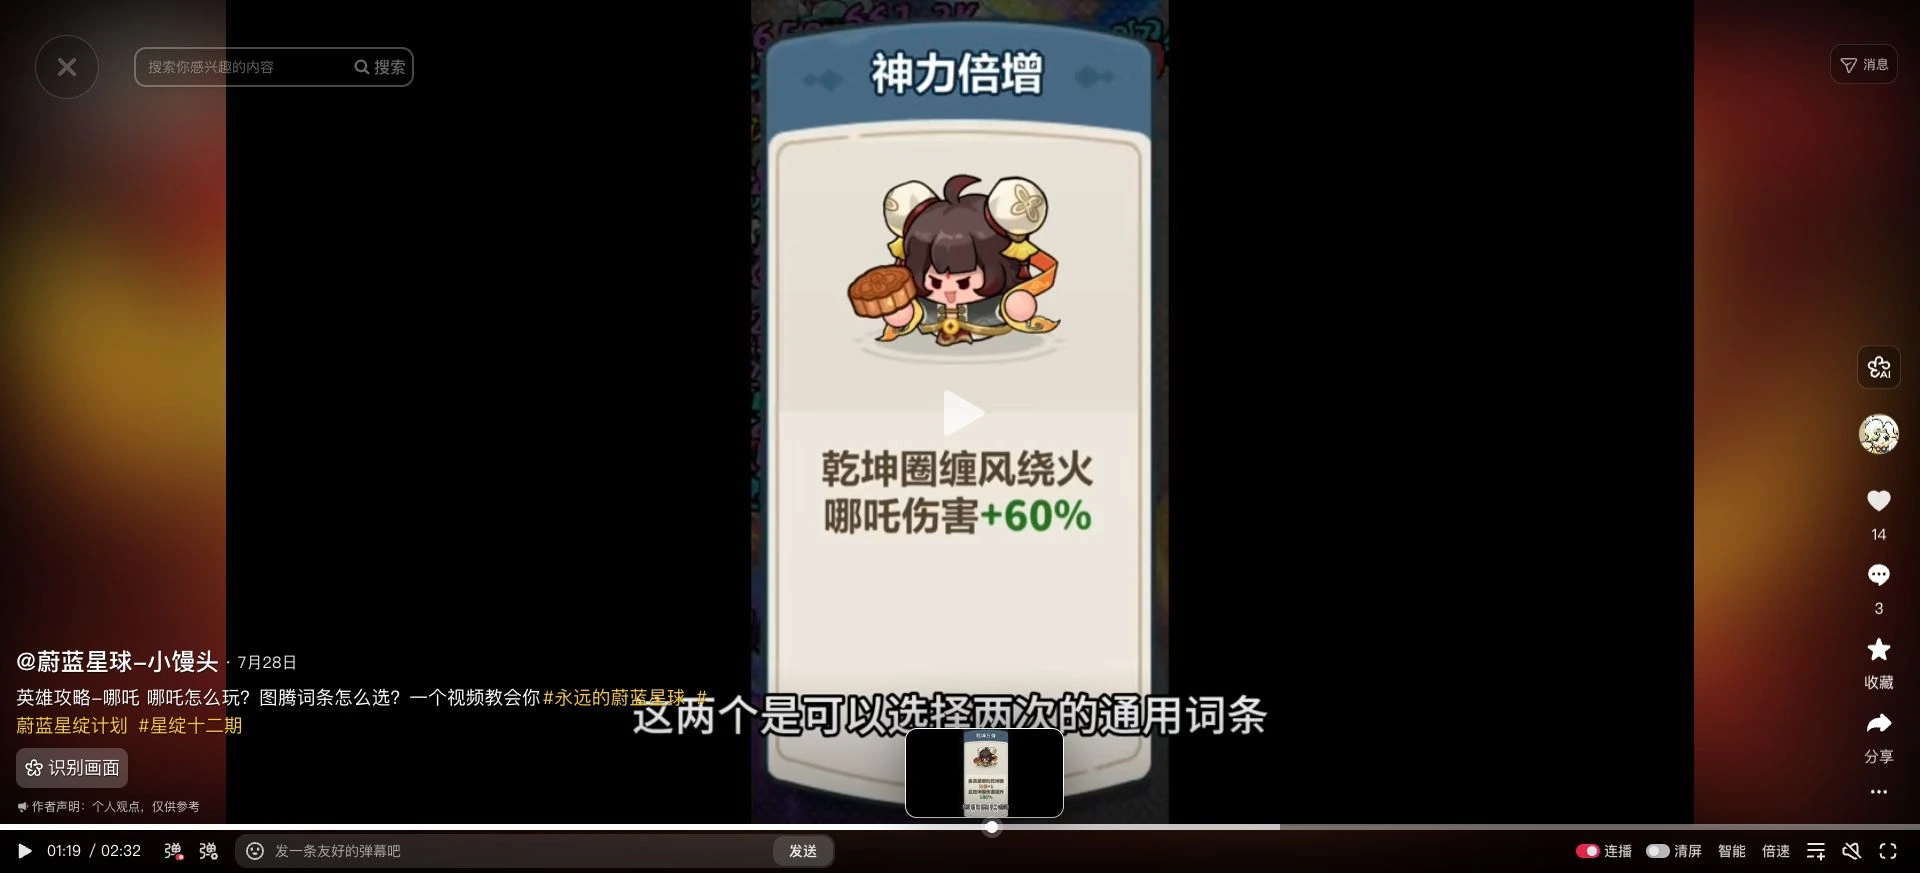 搜索你感兴趣的内容
搜索
消息
神力倍增
乾坤圈缠风绕火
哪吒伤害+60%
AI
14
3
收藏
分享
@蔚蓝星球-小馒头 · 7月28日
英雄攻略-哪吒 哪吒怎么玩？图腾词条怎么选？一个视频教会你#永远的蔚蓝星球 #
蔚蓝星绽计划 #星绽十二期
这两个是可以选择两次的通用词条
识别画面
作者声明：个人观点，仅供参考
01:19 / 02:32
弹
弹
发一条友好的弹幕吧
发送
连播
清屏
智能
倍速